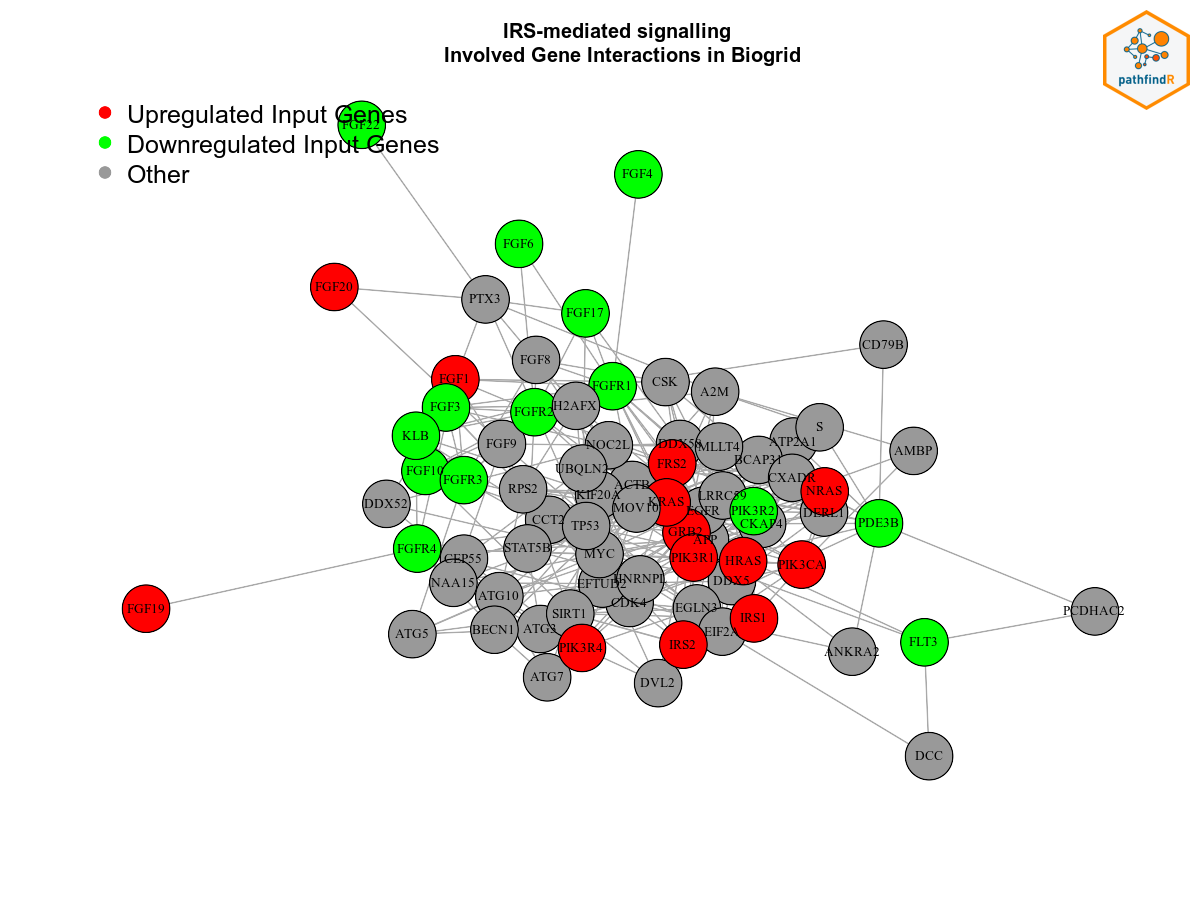 IRS-mediated signalling
Involved Gene Interactions in Biogrid
pathfindR
Upregulated Input Genes
Downregulated Input Genes
Other
FGF22
FGF4
FGF6
FGF20
PTX3
FGF17
CD79B
FGF8
FGF1
FGFR1
CSK
A2M
FGF3
FGFR2
H2AFX
S
KLB
FGF9
NOC2L
MLLT4
ATP2A1
AMBP
BCAP31
FRS2
UBQLN2
FGF10
FGFR3
CXADR
RPS2
ACTB
KIF20A
LRRC59
NRAS
DDX52
KRAS
MOV10
EGFR
PIK3R2
DERL1
CCT2
TP53
CKAP4
PDE3B
GRB2
APP
FGFR4
STAT5B
MYC
CEP55
PIK3R1
HRAS
PIK3CA
NAA15
EFTUD2
HNRNPL
DDX5
ATG10
CDK4
FGF19
EGLN3
PCDHAC2
SIRT1
IRS1
ATG5
BECN1
ATG3
PIK3R4
IRS2
FLT3
ANKRA2
ATG7
DVL2
DCC